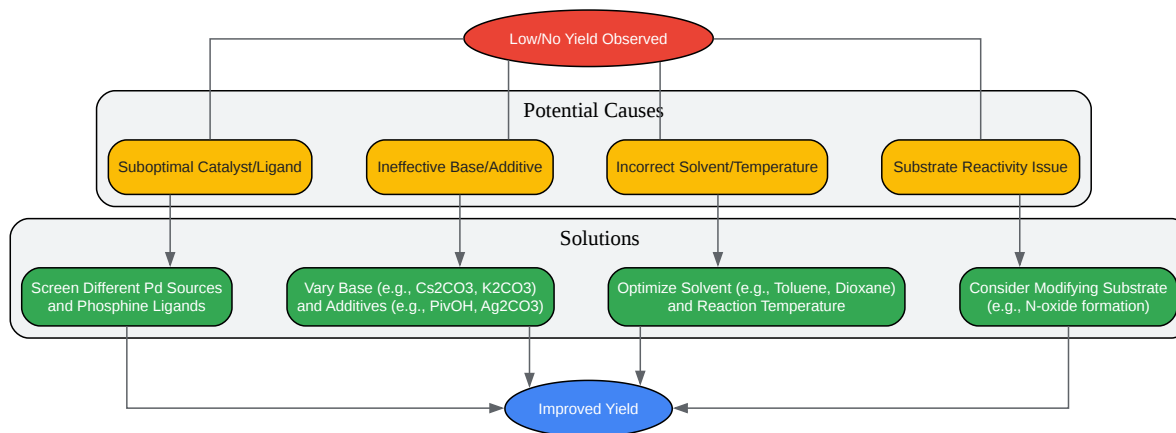 Low/No Yield Observed
Potential Causes
Suboptimal Catalyst/Ligand
Ineffective Base/Additive
Incorrect Solvent/Temperature
Substrate Reactivity Issue
Solutions
Screen Different Pd Sources
and Phosphine Ligands
Vary Base (e.g., Cs2CO3, K2CO3)
and Additives (e.g., PivOH, Ag2CO3)
Optimize Solvent (e.g., Toluene, Dioxane)
and Reaction Temperature
Consider Modifying Substrate
(e.g., N-oxide formation)
Improved Yield